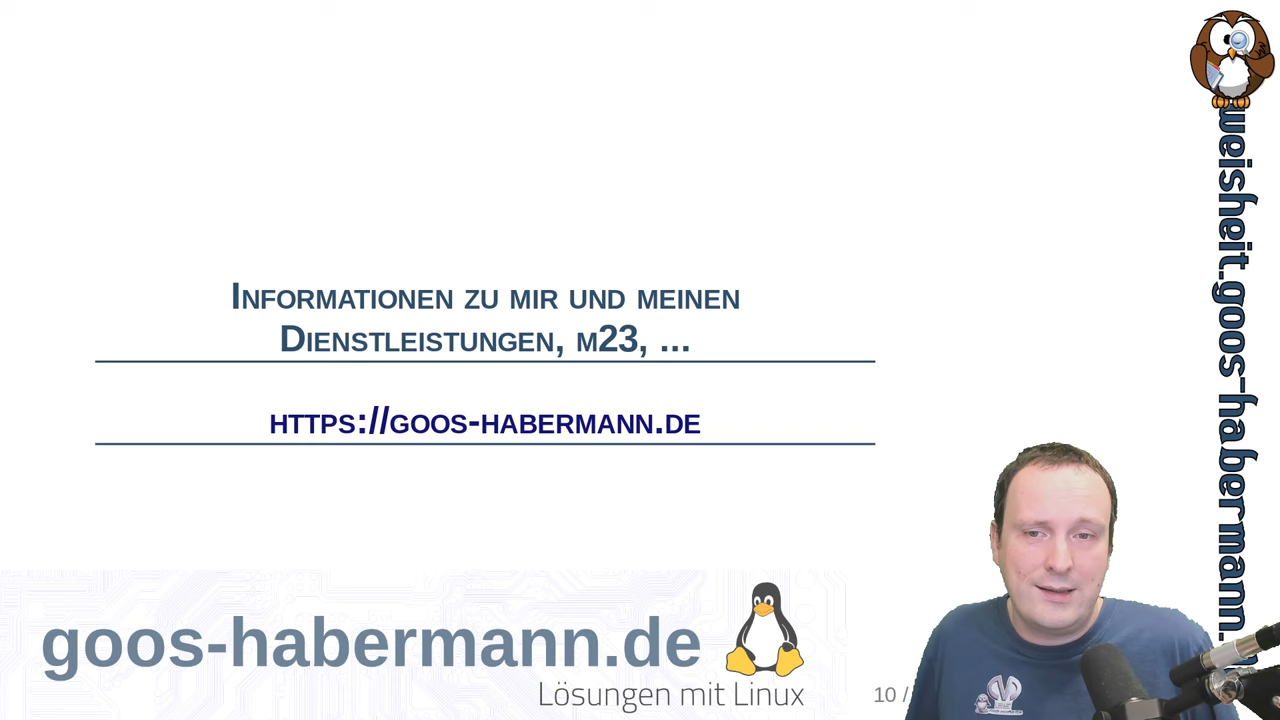 Informationen zu mir und meinen
Dienstleistungen, m23, ...
https://goos-habermann.de
weisheit.goos-habermann.
goos-habermann.de
Lösungen mit Linux
10 /